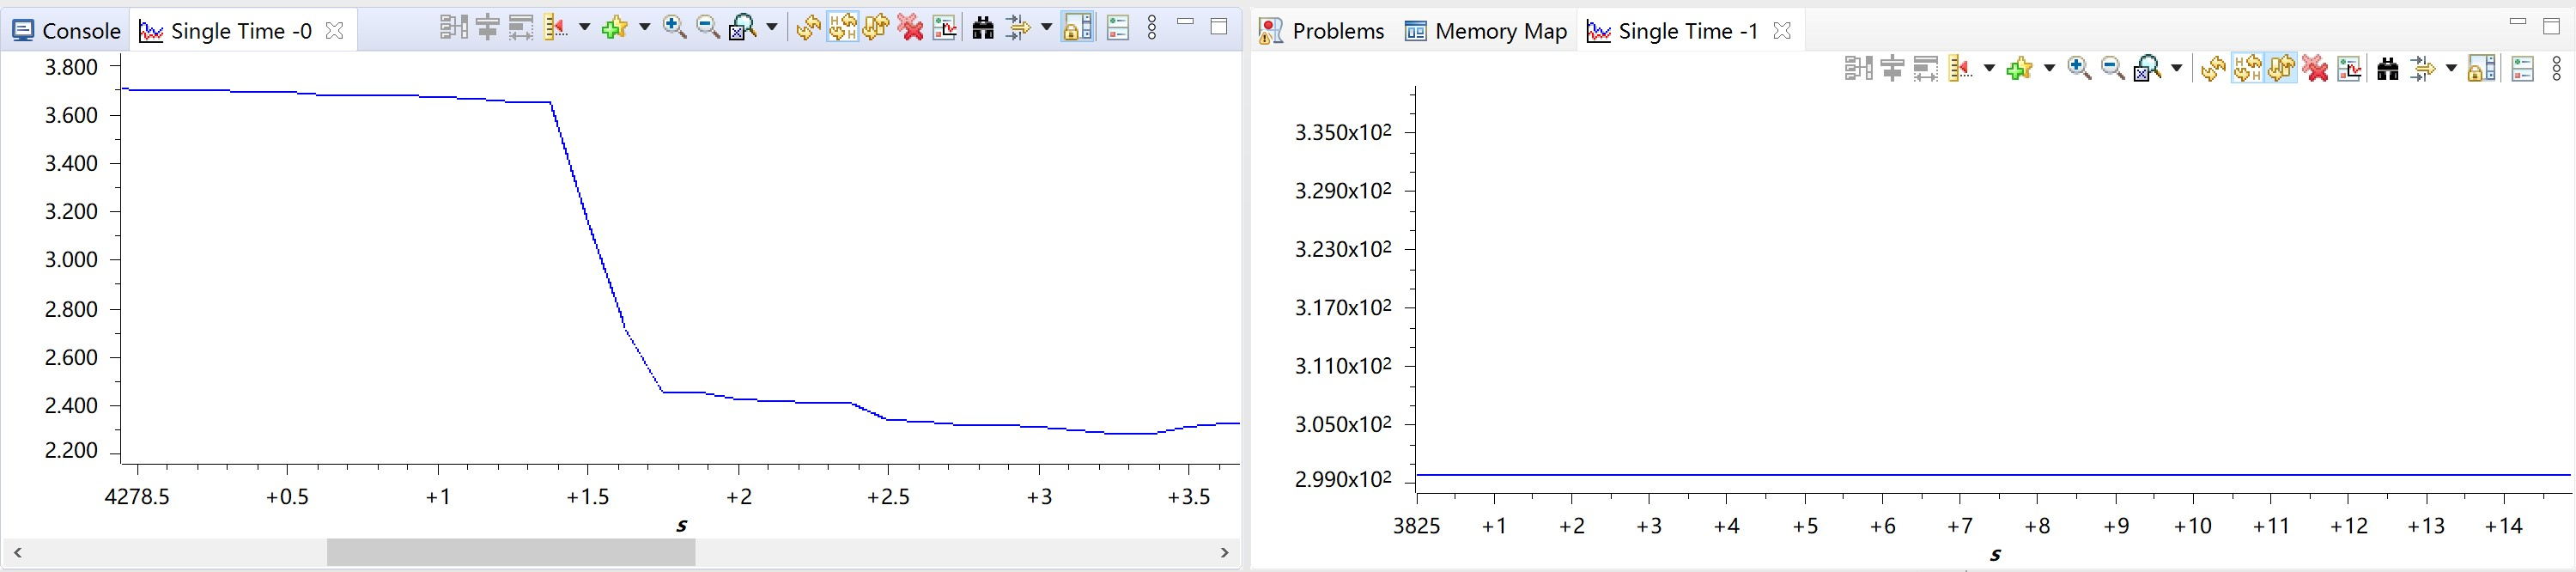 Console Single Time -0
3.800
3.600
3.400
3.200
3.000
2.800
2.600
2.400
2.200
4278.5 +0.5 +1 +1.5 +2 +2.5 +3 +3.5
s
Problems Memory Map Single Time -1
3.350x10²
3.290x10²
3.230x10²
3.170x10²
3.110x10²
3.050x10²
2.990x10²
3825 +1 +2 +3 +4 +5 +6 +7 +8 +9 +10 +11 +12 +13 +14
s